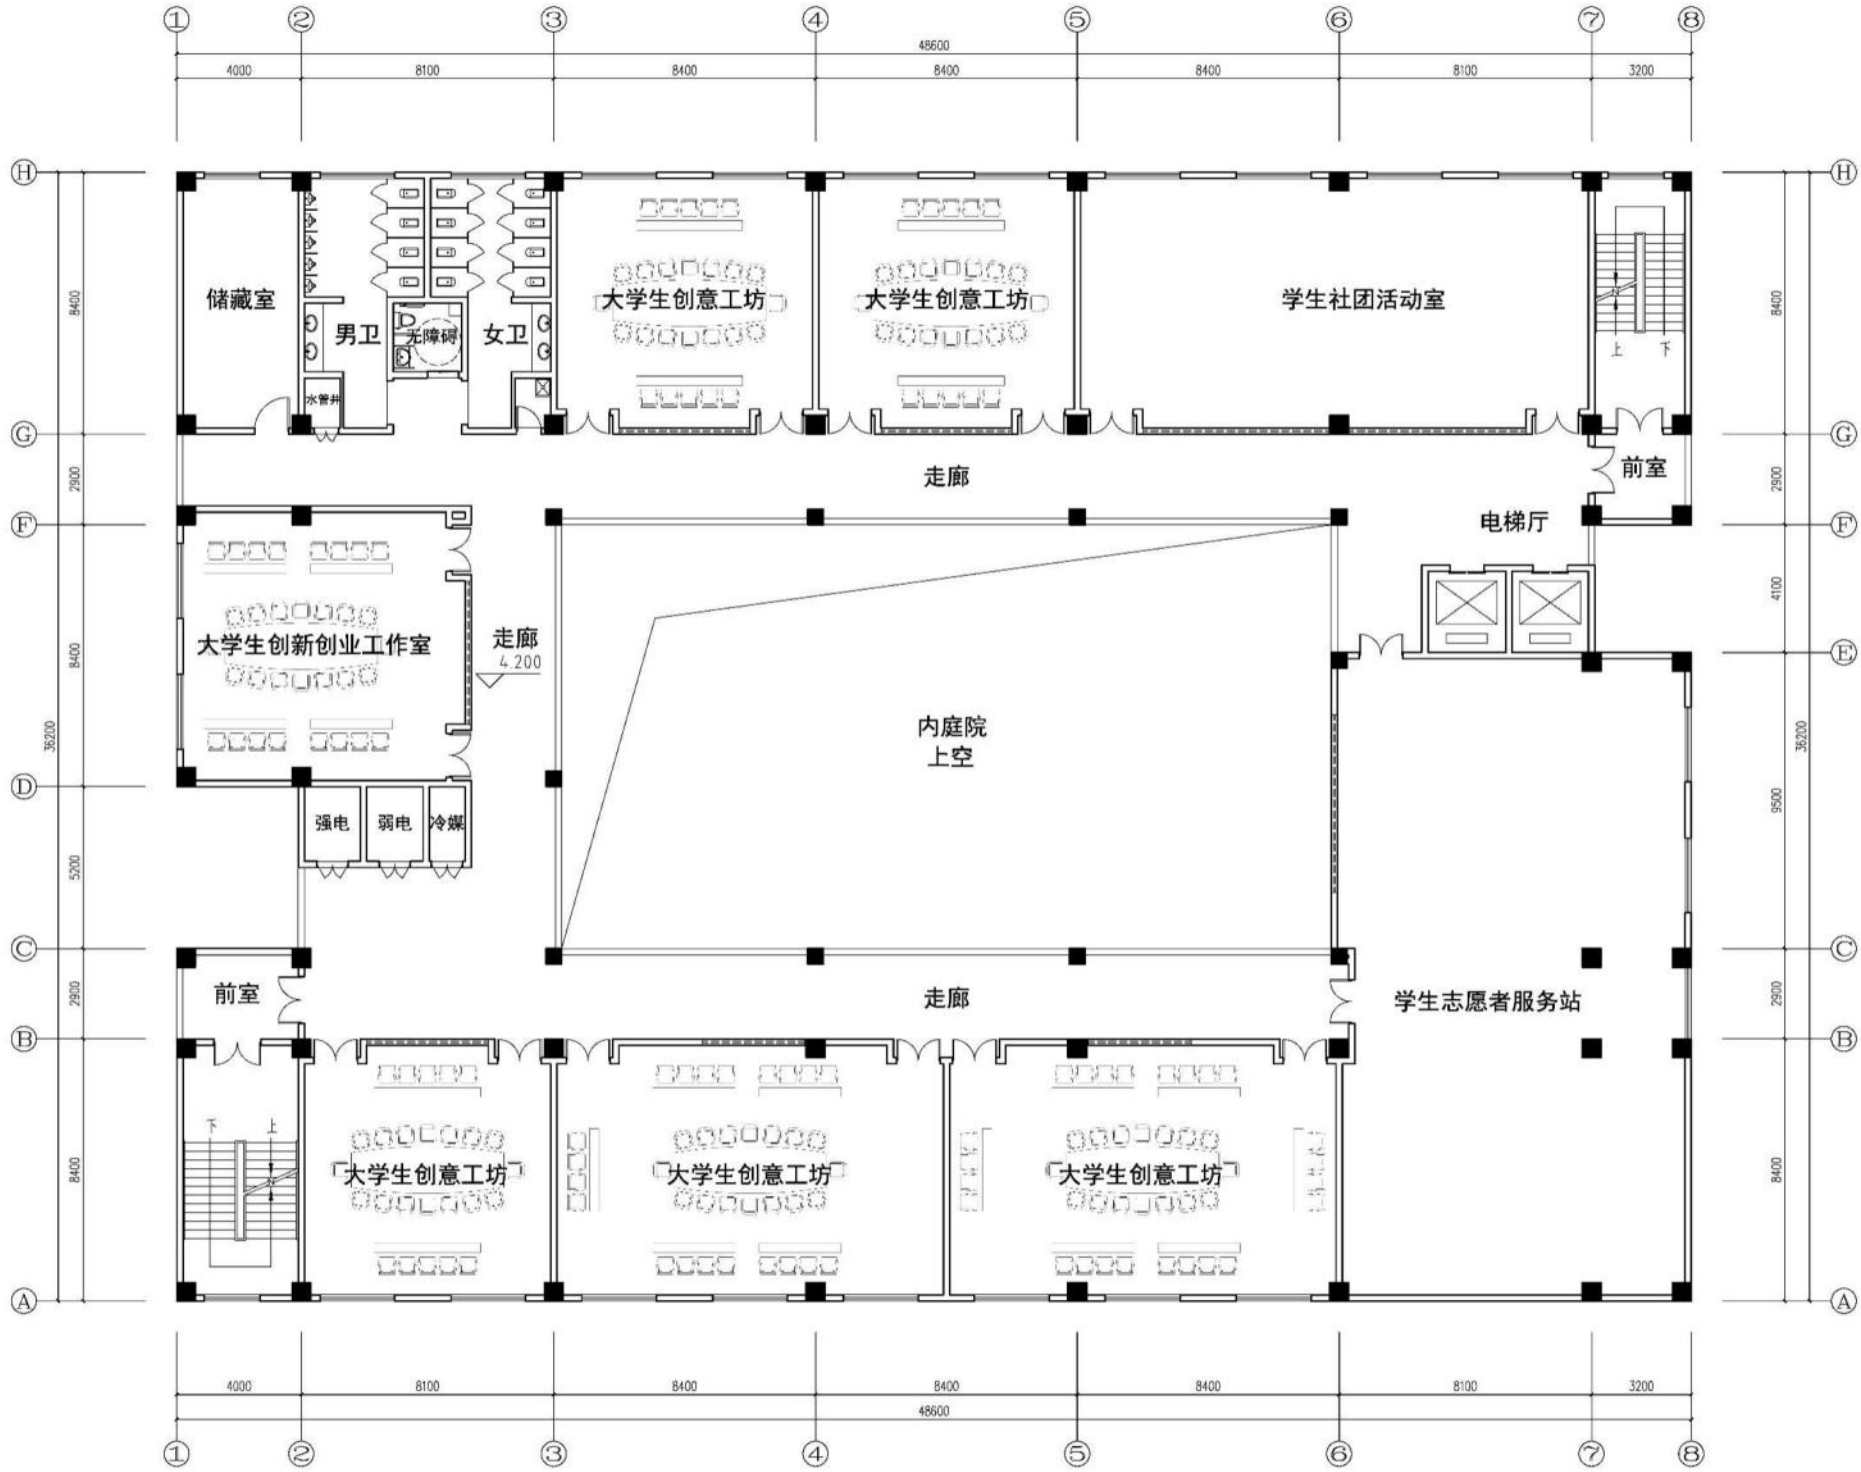 ① ② ③ ④ ⑤ ⑥ ⑦ ⑧
48600
4000 8100 8400 8400 8400 8100 3200
Ⓗ Ⓗ
8400 8400
储藏室
男卫
无障碍
女卫
水管井
大学生创意工坊
大学生创意工坊
学生社团活动室
上 下
Ⓖ Ⓖ
2900 2900
走廊
前室
Ⓕ Ⓕ
电梯厅
4100
8400
大学生创新创业工作室
走廊
4.200
Ⓔ
36200 36200
内庭院
上空
Ⓓ
9500
强电 弱电 冷媒
5200
Ⓒ Ⓒ
2900 2900
前室
走廊
学生志愿者服务站
Ⓑ Ⓑ
8400 8400
下 上
大学生创意工坊
大学生创意工坊
大学生创意工坊
Ⓐ Ⓐ
4000 8100 8400 8400 8400 8100 3200
48600
① ② ③ ④ ⑤ ⑥ ⑦ ⑧